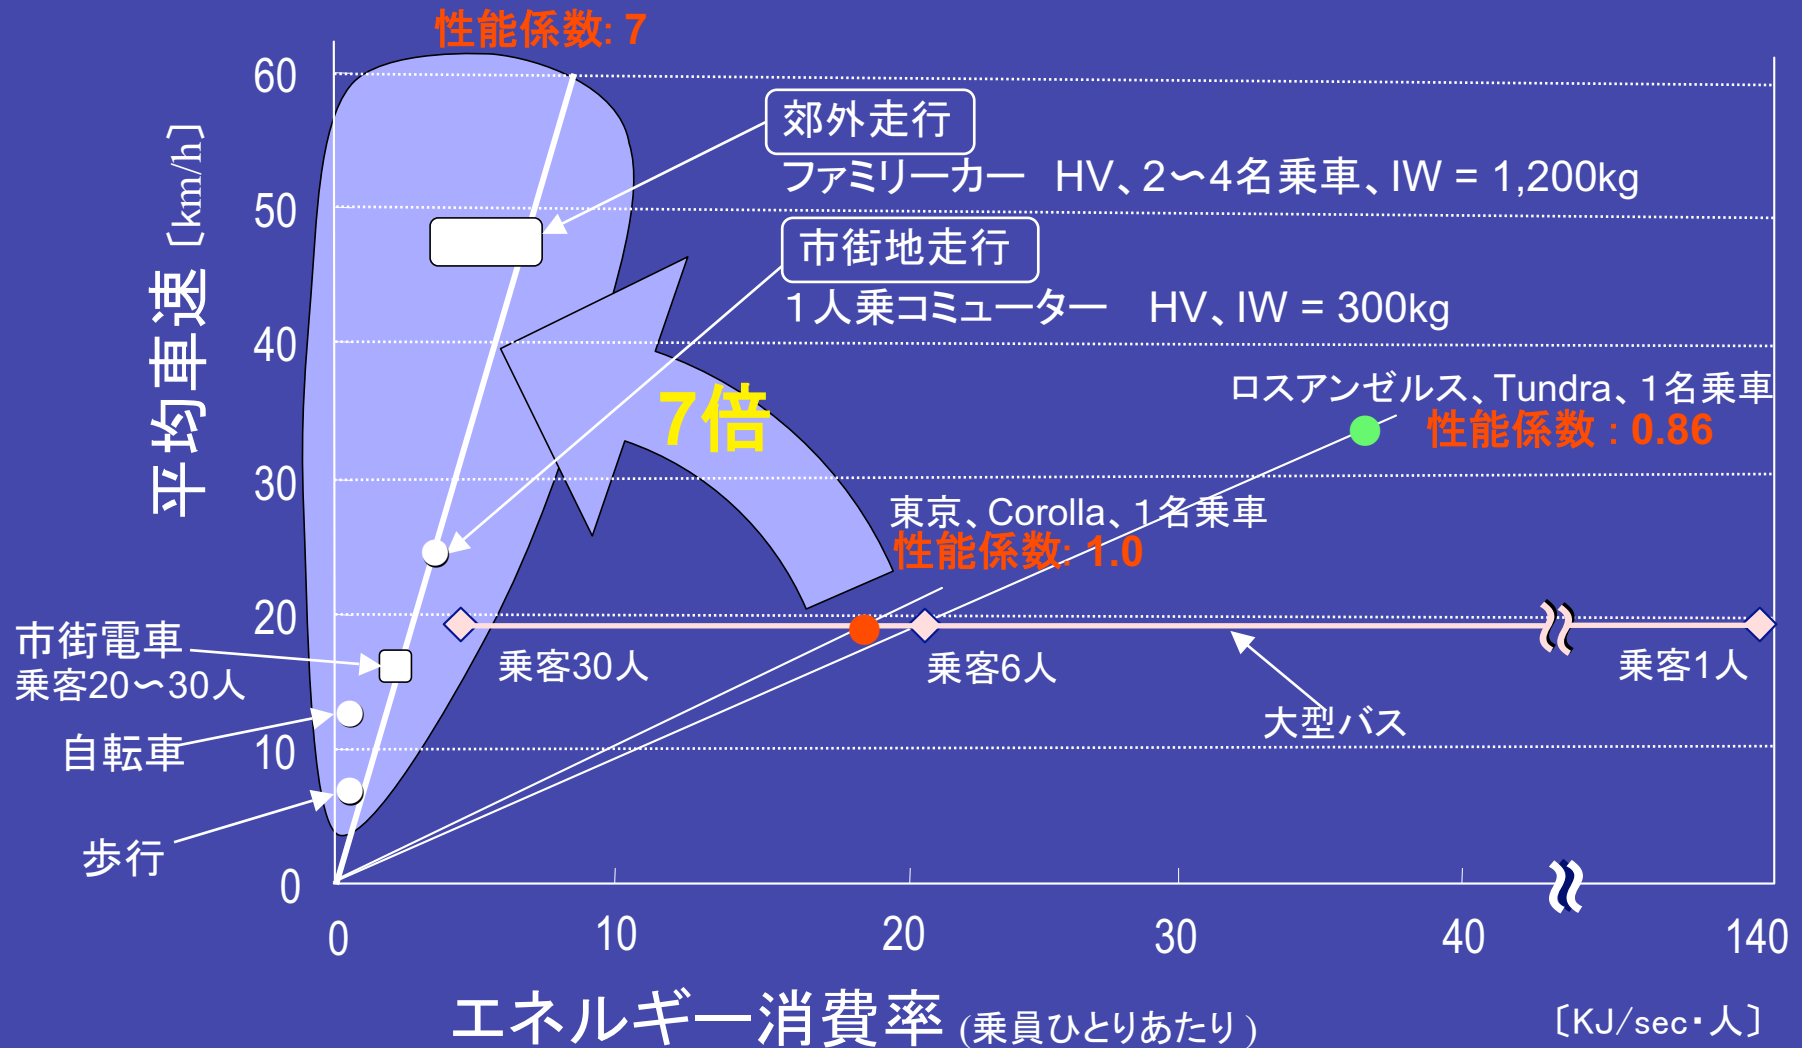 性能係数: 7
60
郊外走行
ファミリーカー HV、2～4名乗車、IW = 1,200kg
50
市街地走行
1人乗コミューター HV、IW = 300kg
平均車速〔km/h〕
40
ロスアンゼルス、Tundra、1名乗車
性能係数 : 0.86
7倍
30
東京、Corolla、1名乗車
性能係数: 1.0
20
市街電車
乗客20～30人
乗客30人
乗客6人
乗客1人
大型バス
自転車
10
歩行
0
0 10 20 30 40 140
エネルギー消費率 (乗員ひとりあたり)
〔KJ/sec・人〕